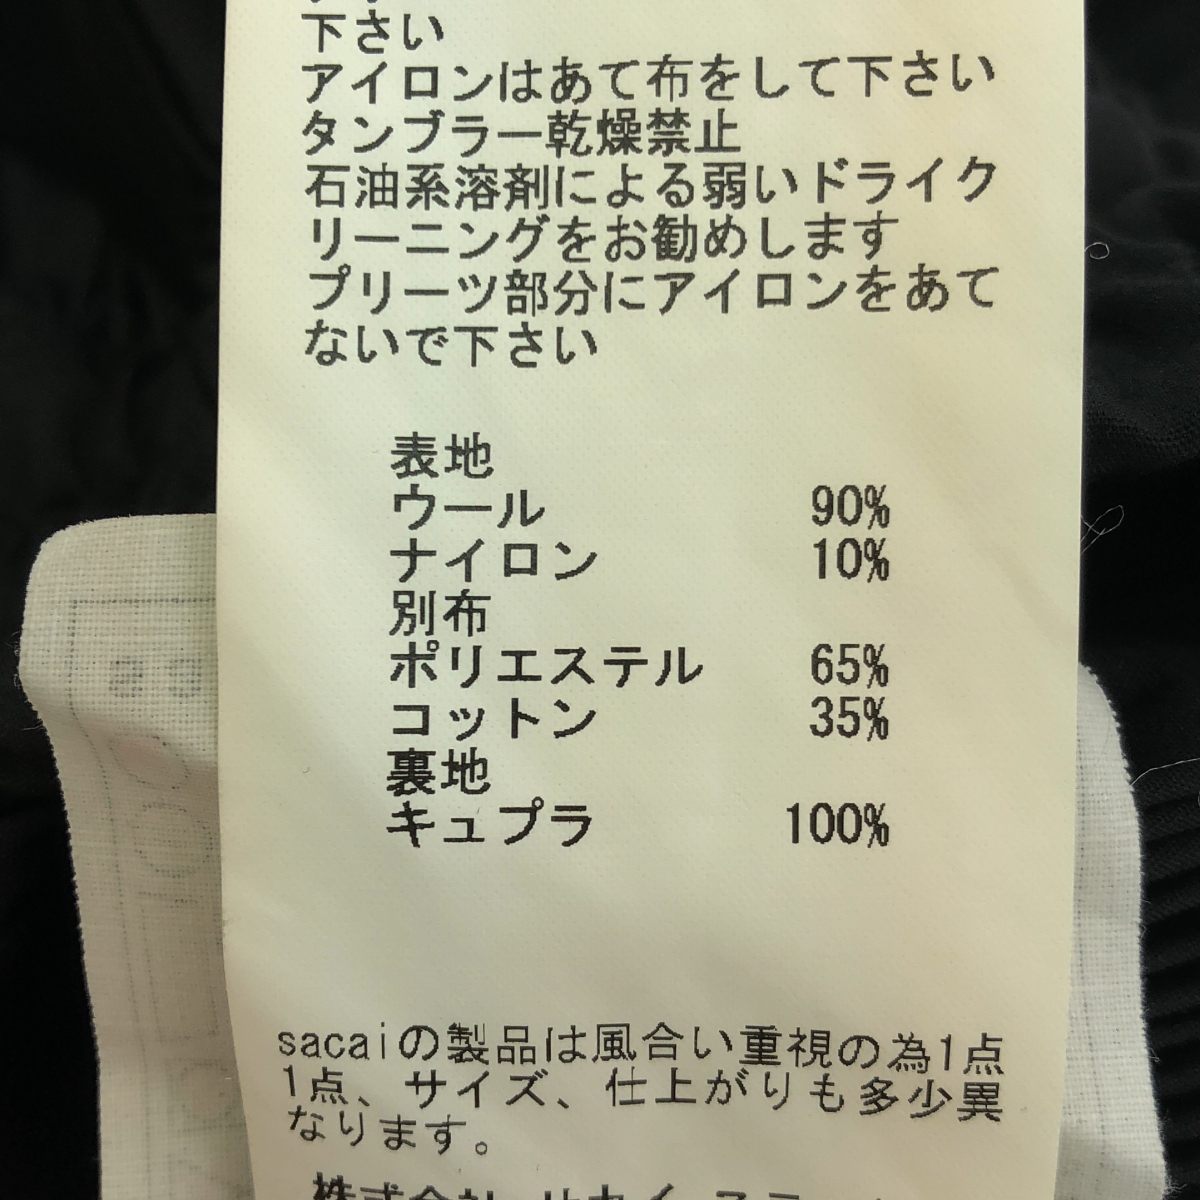 下さい
アイロンはあて布をして下さい
タンブラー乾燥禁止
石油系溶剤による弱いドライク
リーニングをお勧めします
プリーツ部分にアイロンをあて
ないで下さい
表地
ウール 90%
ナイロン 10%
別布
ポリエステル 65%
コットン 35%
裏地
キュプラ 100%
sacaiの製品は風合い重視の為1点
1点、サイズ、仕上がりも多少異
なります。
株式会社 サカイ